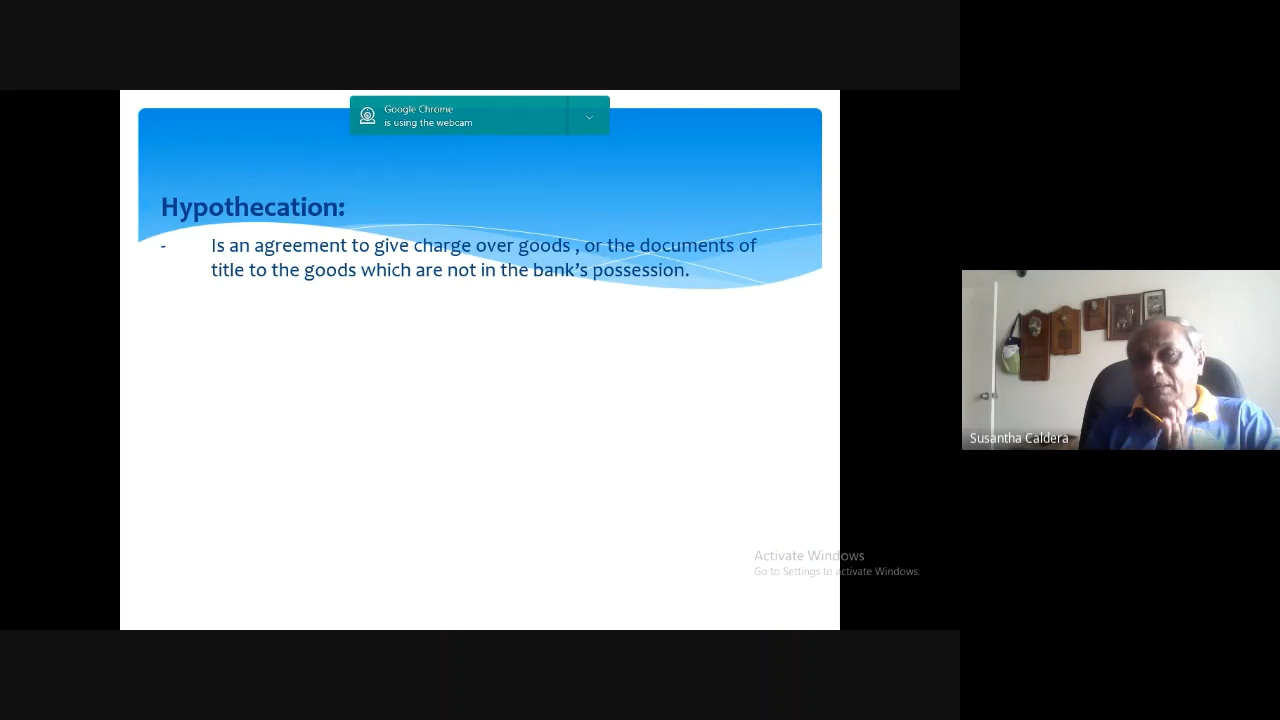 Google Chrome
is using the webcam
Hypothecation:
- Is an agreement to give charge over goods , or the documents of
title to the goods which are not in the bank's possession.
Susantha Caldera
Activate Windows
Go to Settings to activate Windows.